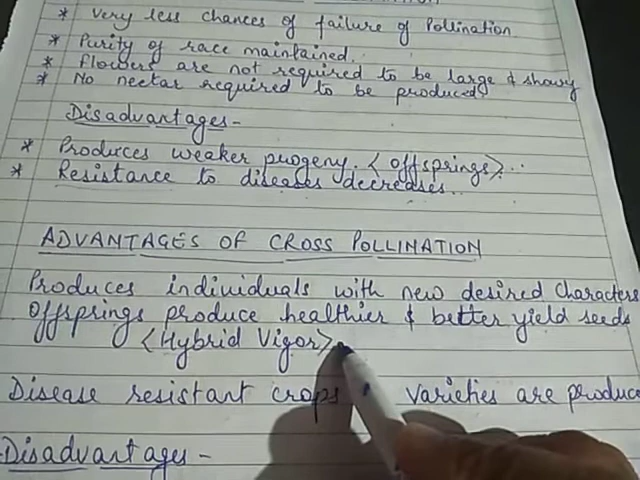 * Very less chances of failure of Pollination
* Purity of race maintained.
* Flowers are not required to be large & showy
* No nectar required to be produced.
Disadvantages -
* Produces weaker progeny. <offsprings>..
* Resistance to diseases decreases..
ADVANTAGES OF CROSS POLLINATION
Produces individuals with new desired Characters
Offsprings produce healthier & better yield seeds
<Hybrid Vigor>.
Disease resistant crops varieties are produce
Disadvantages -